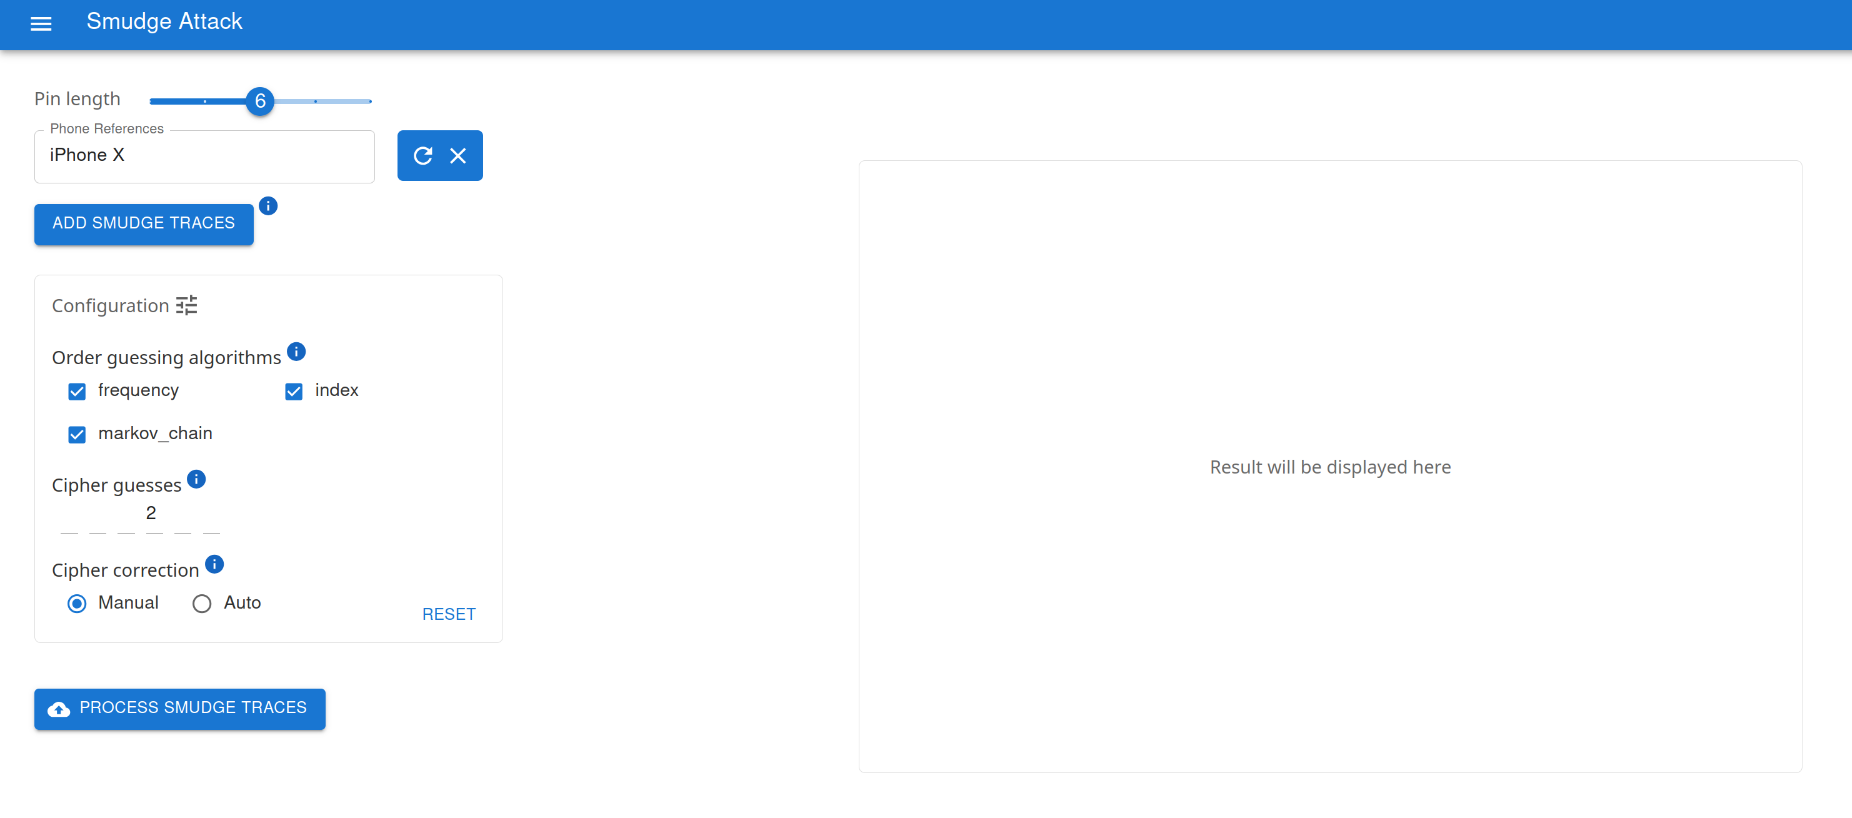 Smudge Attack
Pin length 6
Phone References
iPhone X
ADD SMUDGE TRACES
Configuration
Order guessing algorithms
frequency index
markov_chain
Cipher guesses
2
Cipher correction
Manual Auto
RESET
PROCESS SMUDGE TRACES
Result will be displayed here